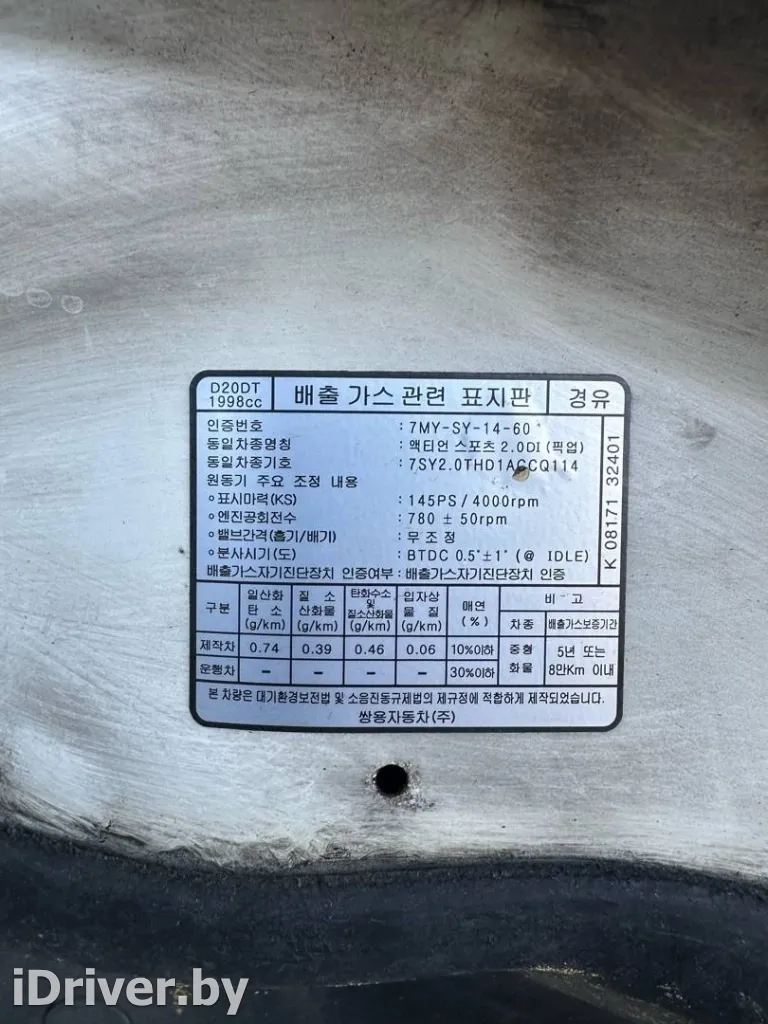 D20DT
1998cc
배출 가스 관련 표지판
경유
인증번호 : 7MY-SY-14-60
동일차종명칭 : 액티언 스포츠 2.0DI (픽업)
동일차종기호 : 7SY2.0THD1ACCQ114
원동기 주요 조정 내용
∘표시마력(KS) : 145PS / 4000rpm
∘엔진공회전수 : 780 ± 50rpm
∘밸브간격(흡기/배기) : 무 조 정
∘분사시기(도) : BTDC 0.5°±1° (@ IDLE)
배출가스자기진단장치 인증여부 : 배출가스자기진단장치 인증
K 08171 32401
구분 일산화 탄 소 (g/km) 질 소 산화물 (g/km) 탄화수소 및 질소산화물 (g/km) 입자상 물 질 (g/km) 매연 (%) 비 고
차종 배출가스보증기간
제작차 0.74 0.39 0.46 0.06 10%이하 중형 화물 5년 또는 8만Km 이내
운행차 – – – – 30%이하
본 차량은 대기환경보전법 및 소음진동규제법의 제규정에 적합하게 제작되었습니다.
쌍용자동차(주)
iDriver.by